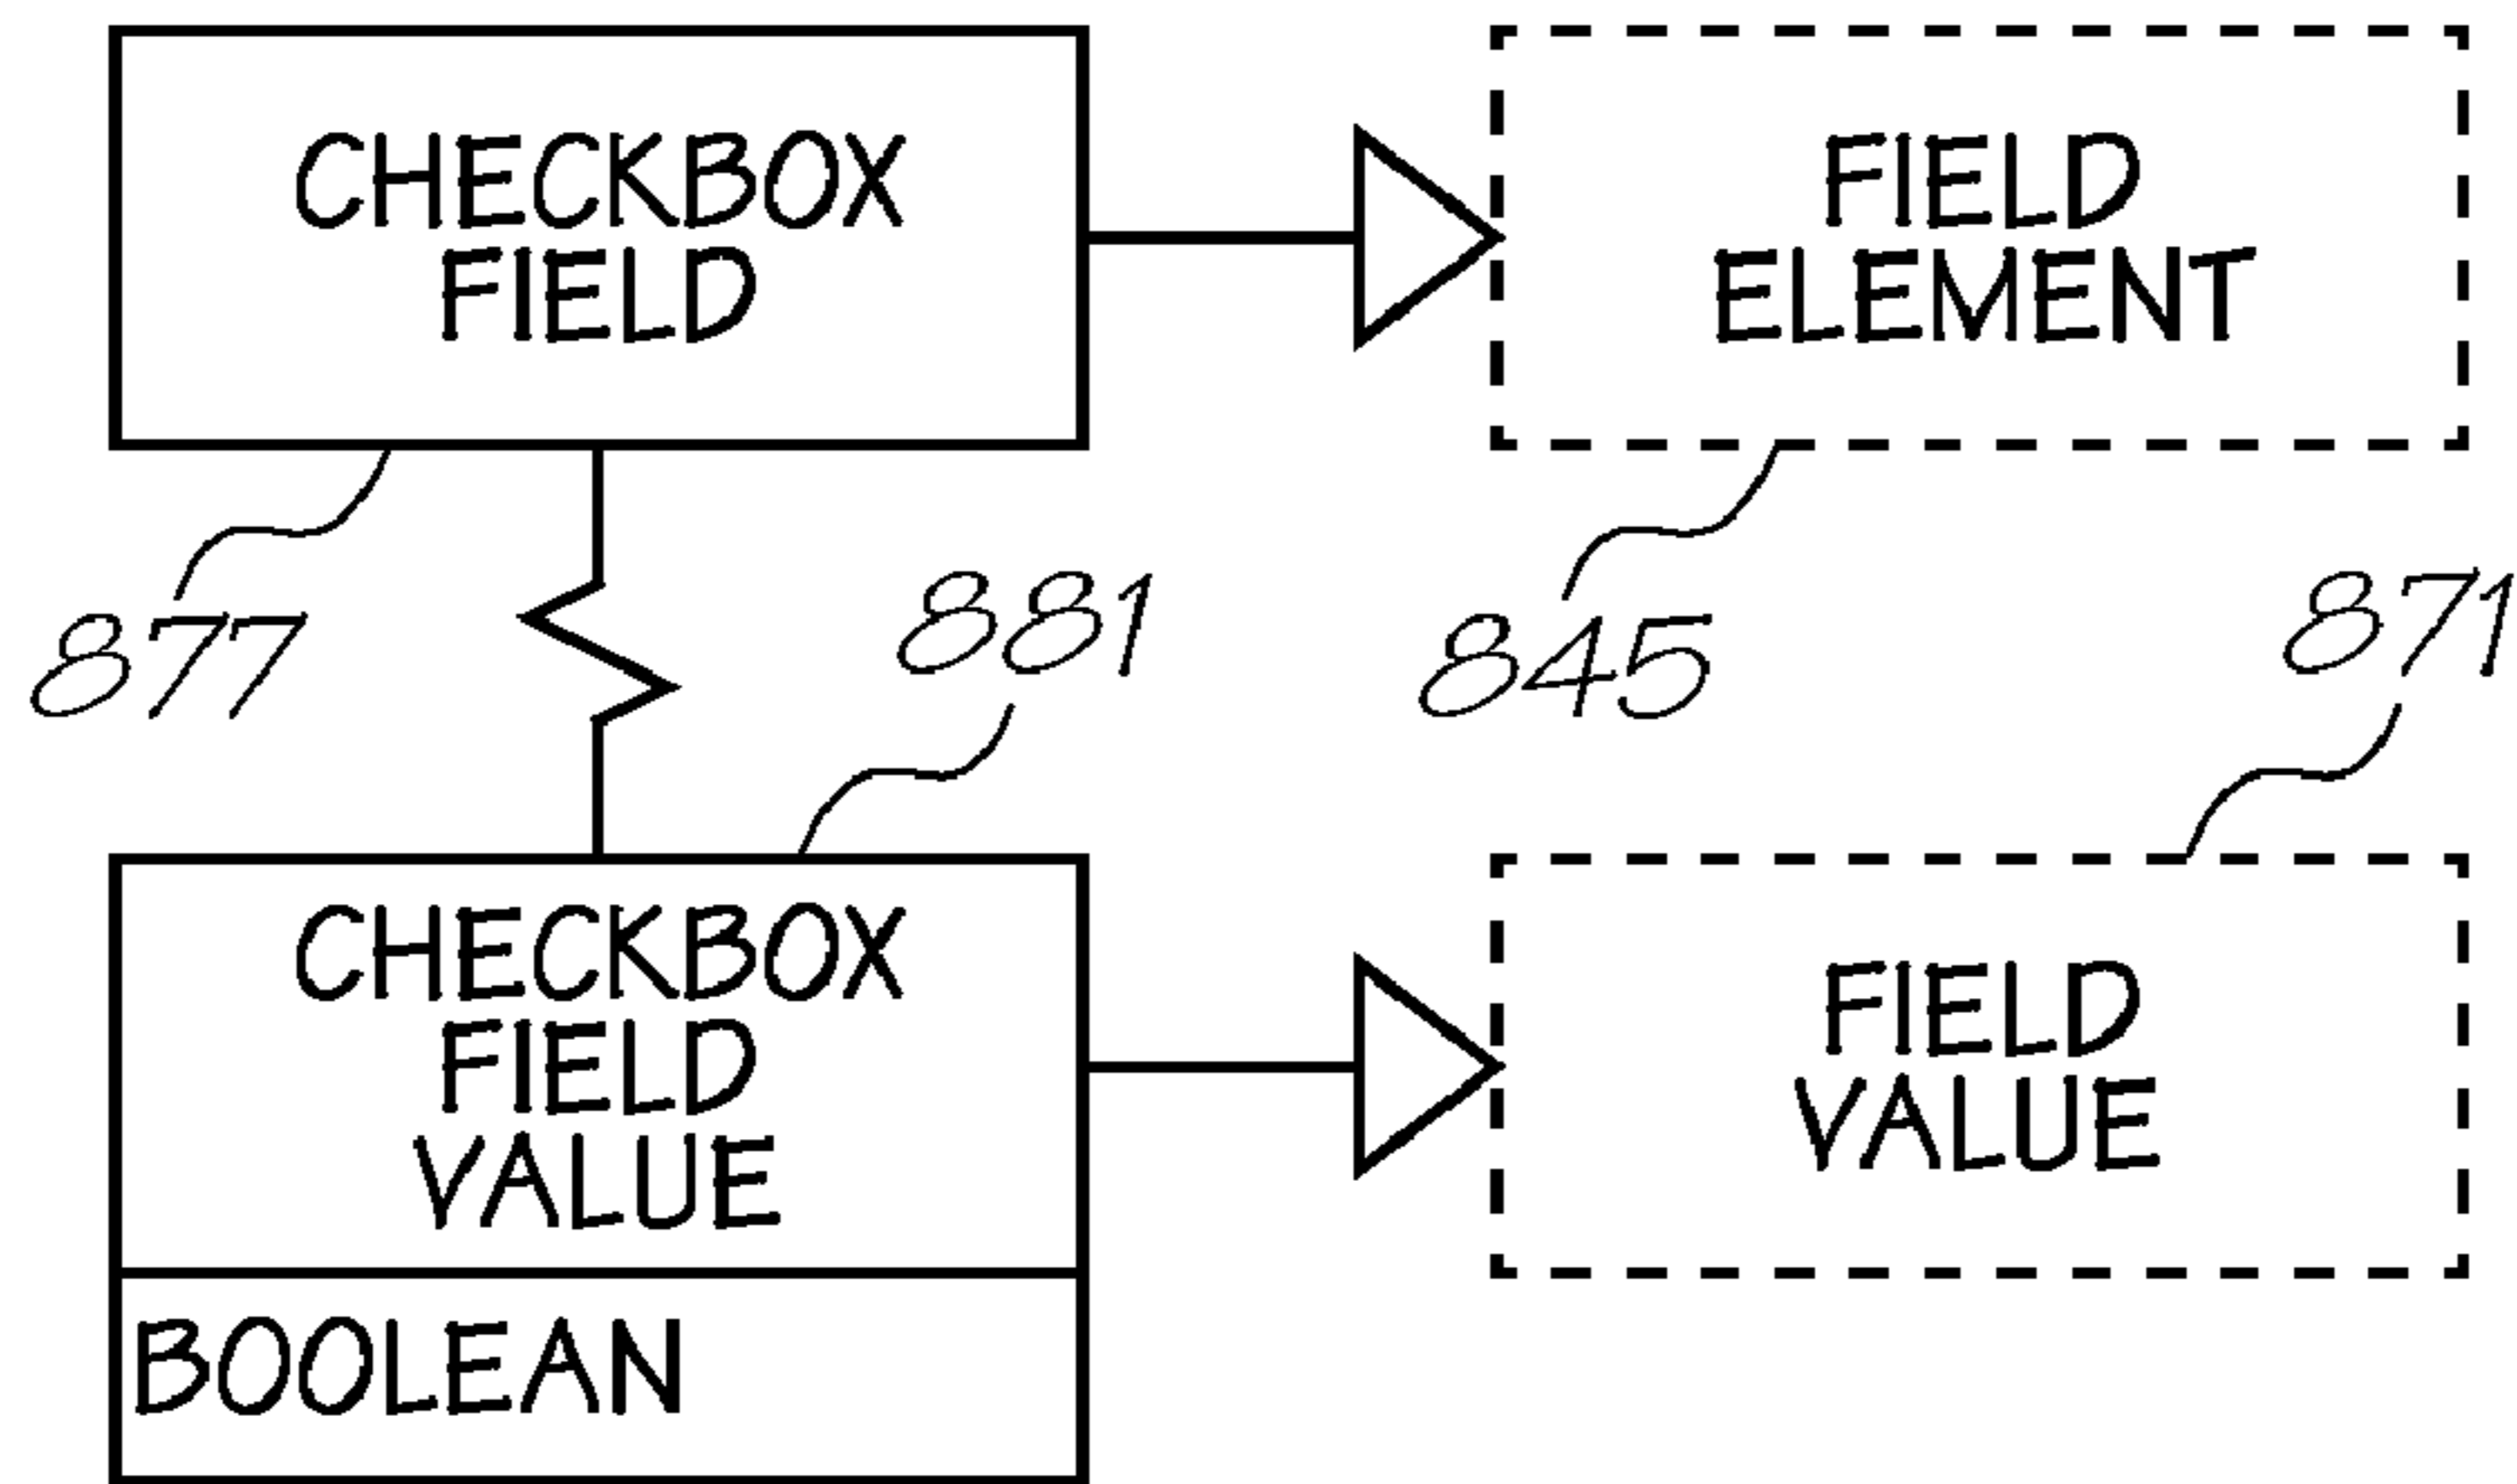 CHECKBOX
FIELD
FIELD
ELEMENT
877
881
845
871
CHECKBOX
FIELD
VALUE
FIELD
VALUE
BOOLEAN